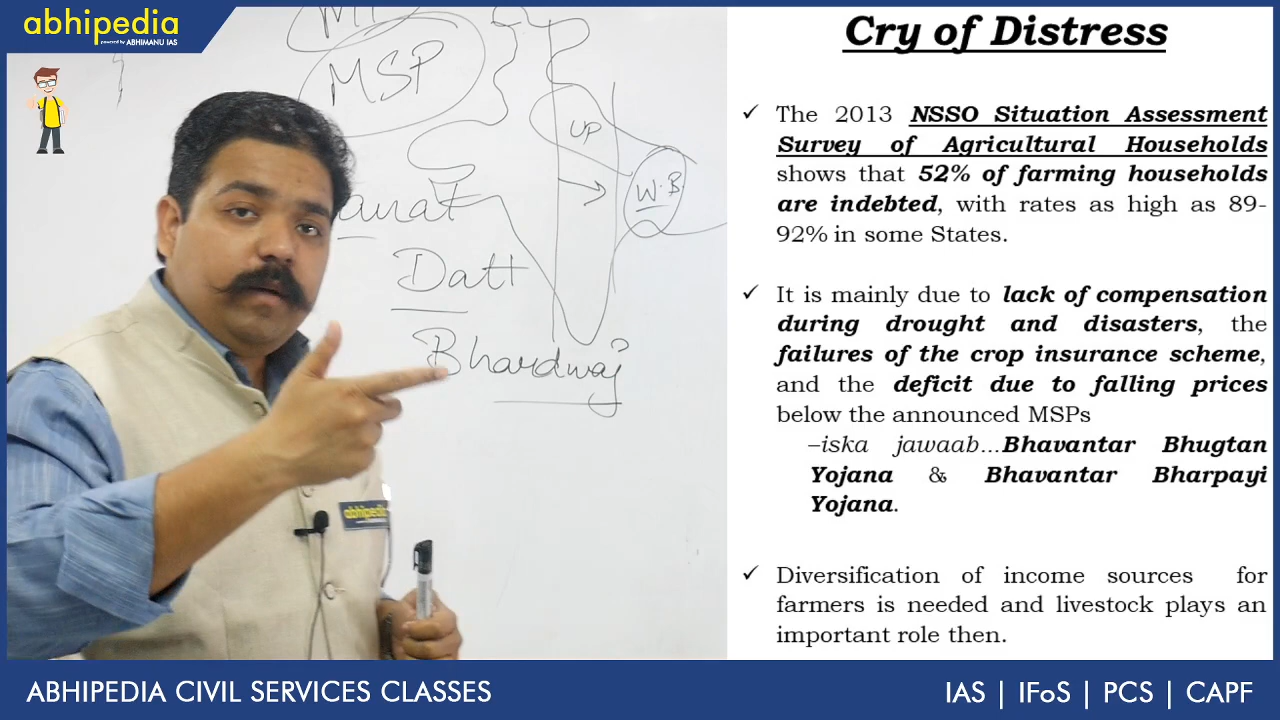 abhipedia
powered by ABHIMANU IAS
MSP
UP
W.B
Datt
Bhardwaj
abhipedia
Cry of Distress
✓ The 2013 NSSO Situation Assessment
Survey of Agricultural Households
shows that 52% of farming households
are indebted, with rates as high as 89-
92% in some States.
✓ It is mainly due to lack of compensation
during drought and disasters, the
failures of the crop insurance scheme,
and the deficit due to falling prices
below the announced MSPs
–iska jawaab...Bhavantar Bhugtan
Yojana & Bhavantar Bharpayi
Yojana.
✓ Diversification of income sources for
farmers is needed and livestock plays an
important role then.
ABHIPEDIA CIVIL SERVICES CLASSES
IAS | IFoS | PCS | CAPF